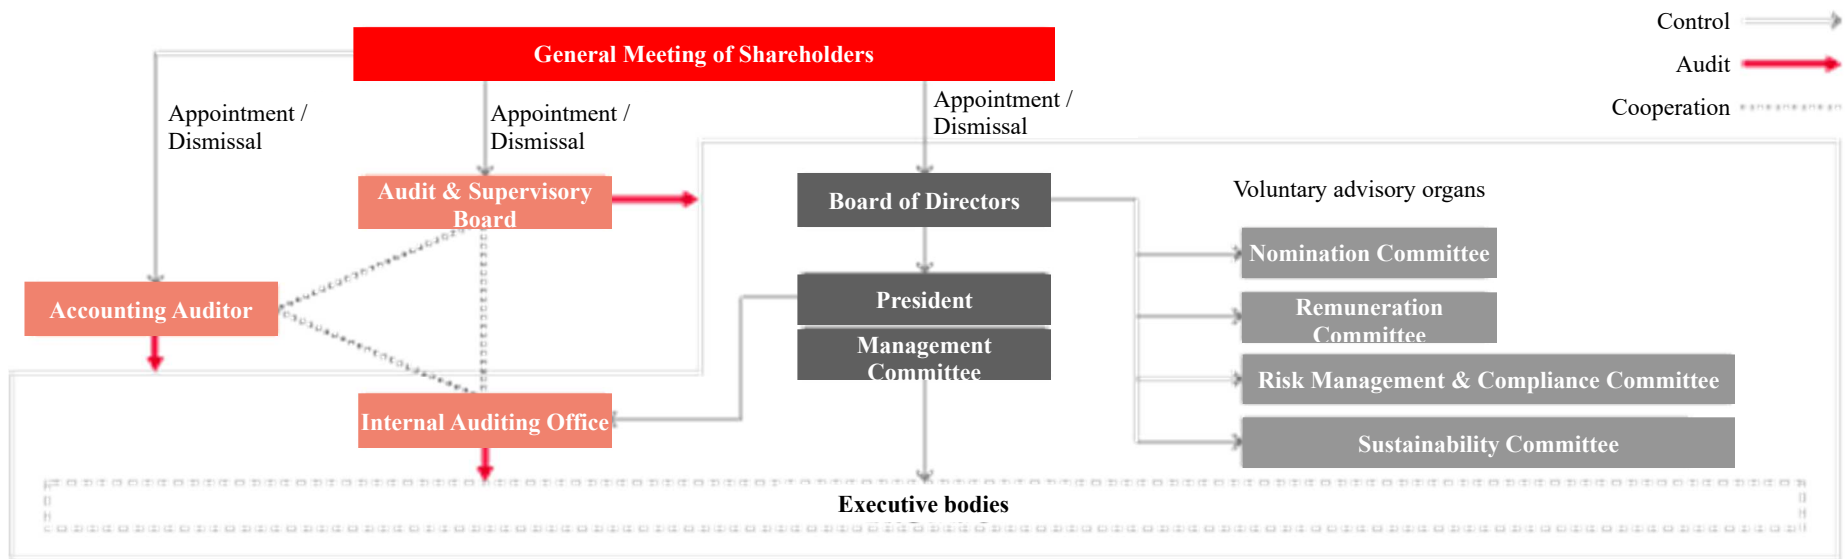 Control
General Meeting of Shareholders
Audit
Appointment /
Dismissal
Appointment /
Dismissal
Appointment /
Dismissal
Cooperation
Audit & Supervisory
Board
Board of Directors
Voluntary advisory organs
Nomination Committee
Accounting Auditor
President
Remuneration
Committee
Management
Committee
Risk Management & Compliance Committee
Internal Auditing Office
Sustainability Committee
Executive bodies